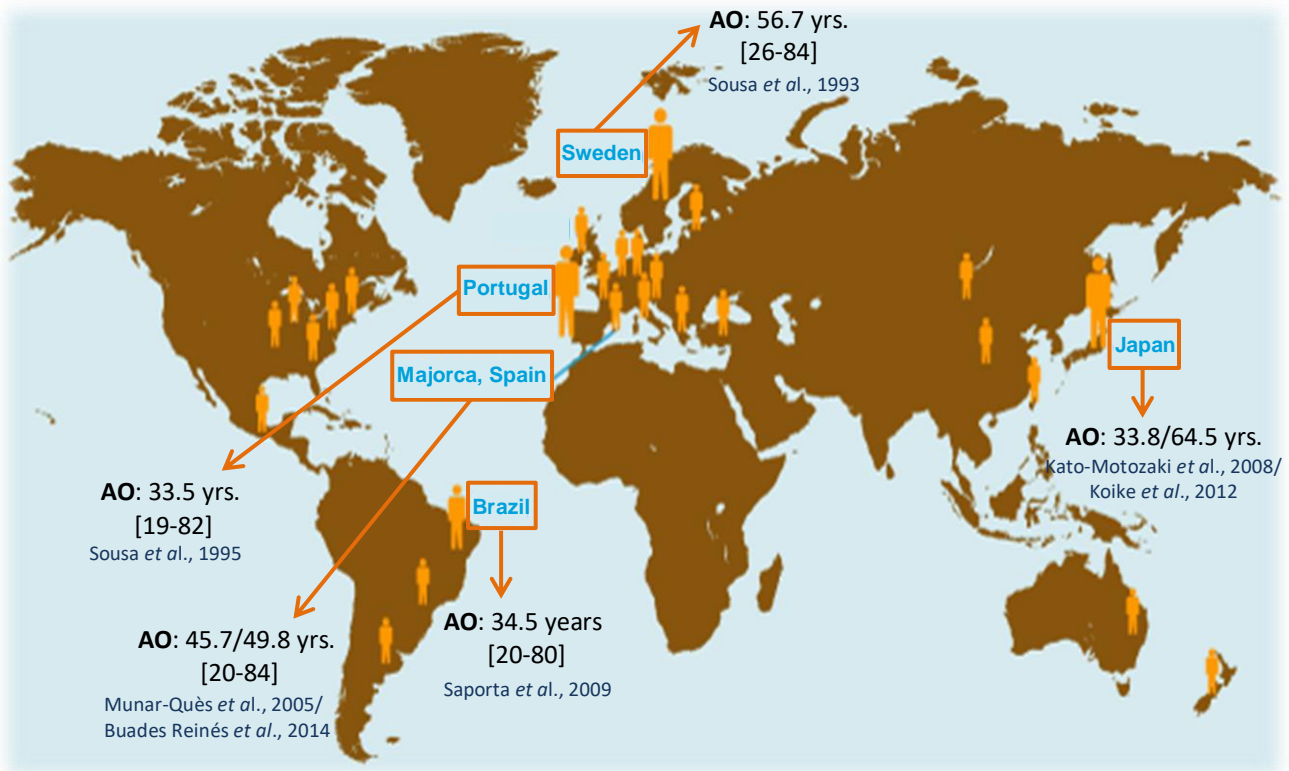 AO: 56.7 yrs.
[26-84]
Sousa et al., 1993
Sweden
Portugal
Majorca, Spain
Japan
AO: 33.8/64.5 yrs.
Kato-Motozaki et al., 2008/
Koike et al., 2012
AO: 33.5 yrs.
[19-82]
Sousa et al., 1995
Brazil
AO: 34.5 years
[20-80]
Saporta et al., 2009
AO: 45.7/49.8 yrs.
[20-84]
Munar-Quès et al., 2005/
Buades Reinés et al., 2014